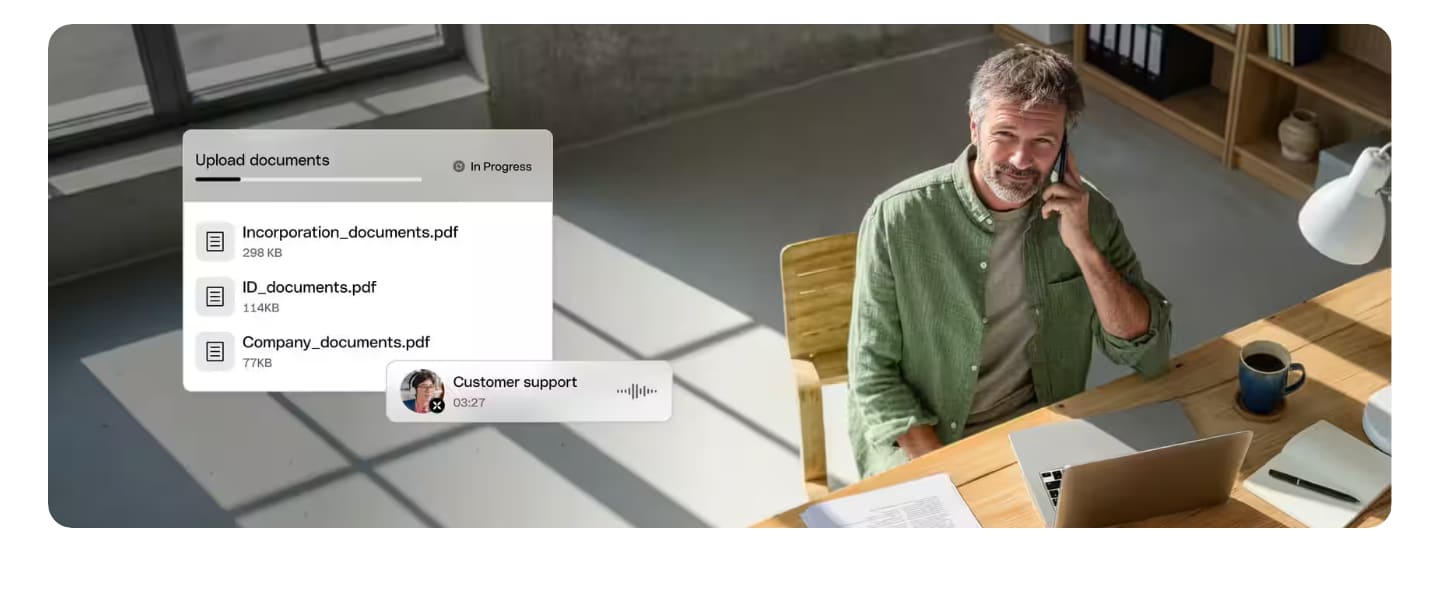 Upload documents
In Progress
Incorporation_documents.pdf
298 KB
ID_documents.pdf
114KB
Company_documents.pdf
77KB
Customer support
03:27